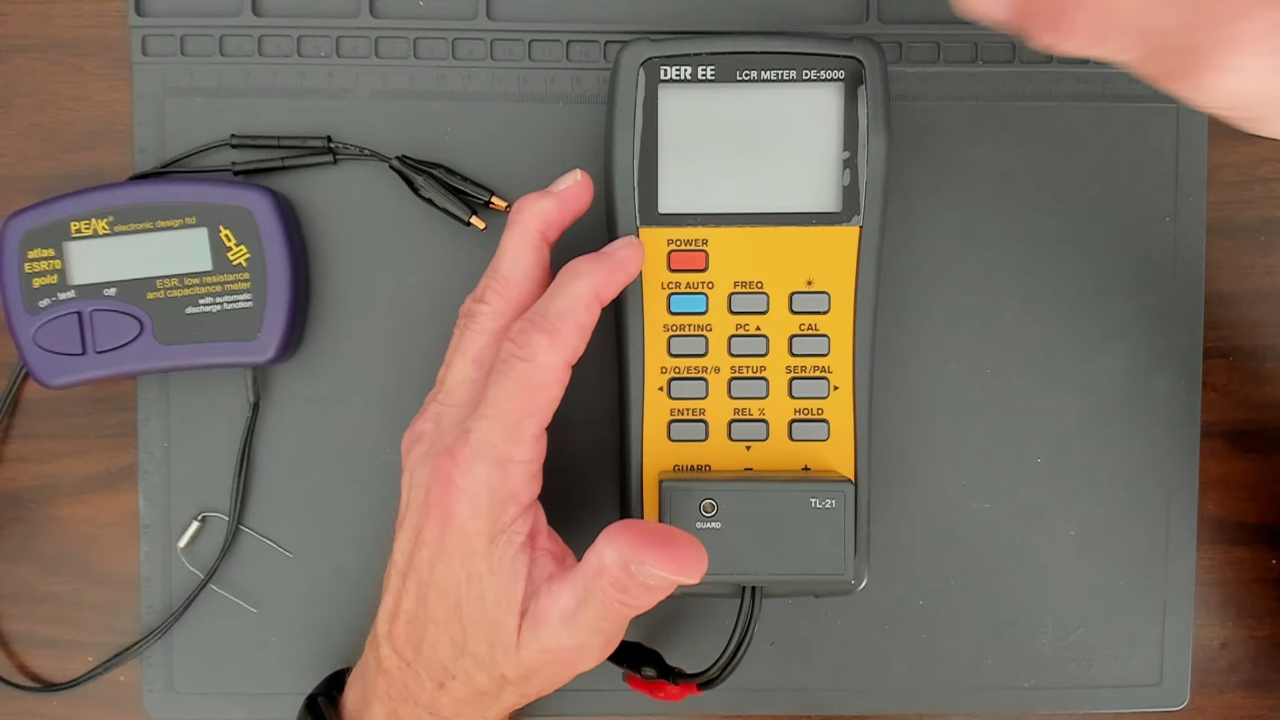 DER EE LCR METER DE-5000
POWER
LCR AUTO FREQ
SORTING PC ▲ CAL
D/Q/ESR/θ SETUP SER/PAL
ENTER REL % HOLD
GUARD − +
TL-21
GUARD
PEAK® electronic design ltd
atlas
ESR70
gold
ESR, low resistance
and capacitance meter
with automatic
discharge function
on - test off